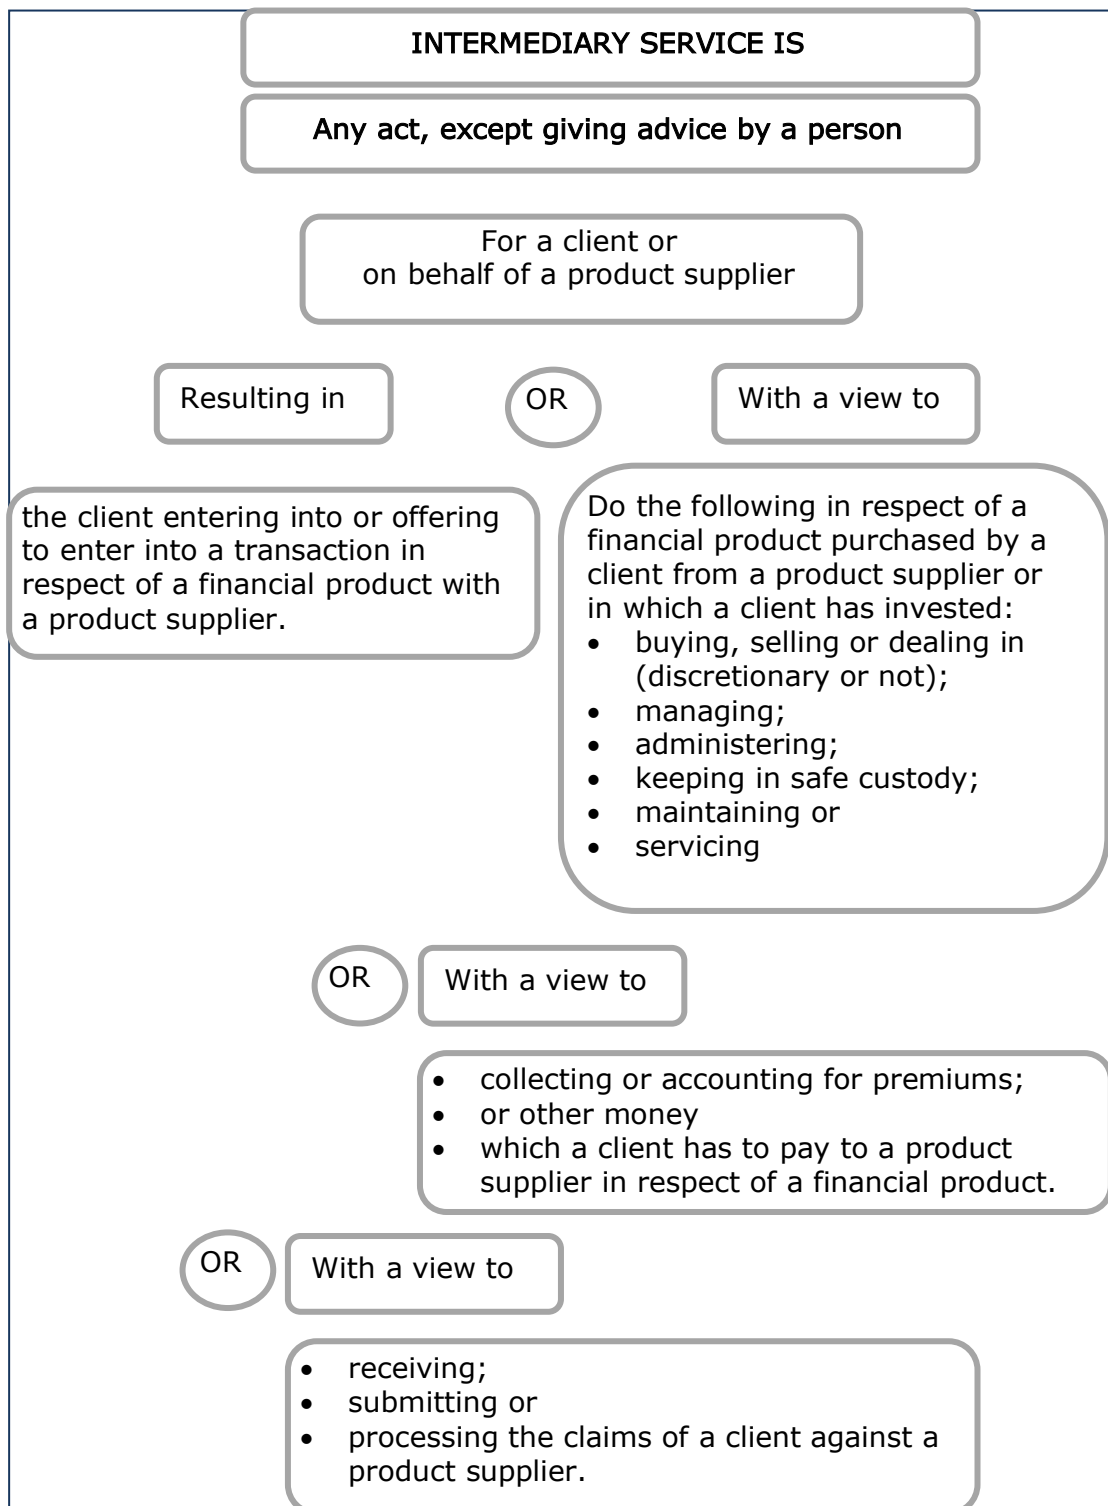 INTERMEDIARY SERVICE IS
Any act, except giving advice by a person
For a client or
on behalf of a product supplier
Resulting in
OR
With a view to
the client entering into or offering
to enter into a transaction in
respect of a financial product with
a product supplier.
Do the following in respect of a
financial product purchased by a
client from a product supplier or
in which a client has invested:
• buying, selling or dealing in
(discretionary or not);
• managing;
• administering;
• keeping in safe custody;
• maintaining or
• servicing
OR
With a view to
• collecting or accounting for premiums;
• or other money
• which a client has to pay to a product
supplier in respect of a financial product.
OR
With a view to
• receiving;
• submitting or
• processing the claims of a client against a
product supplier.